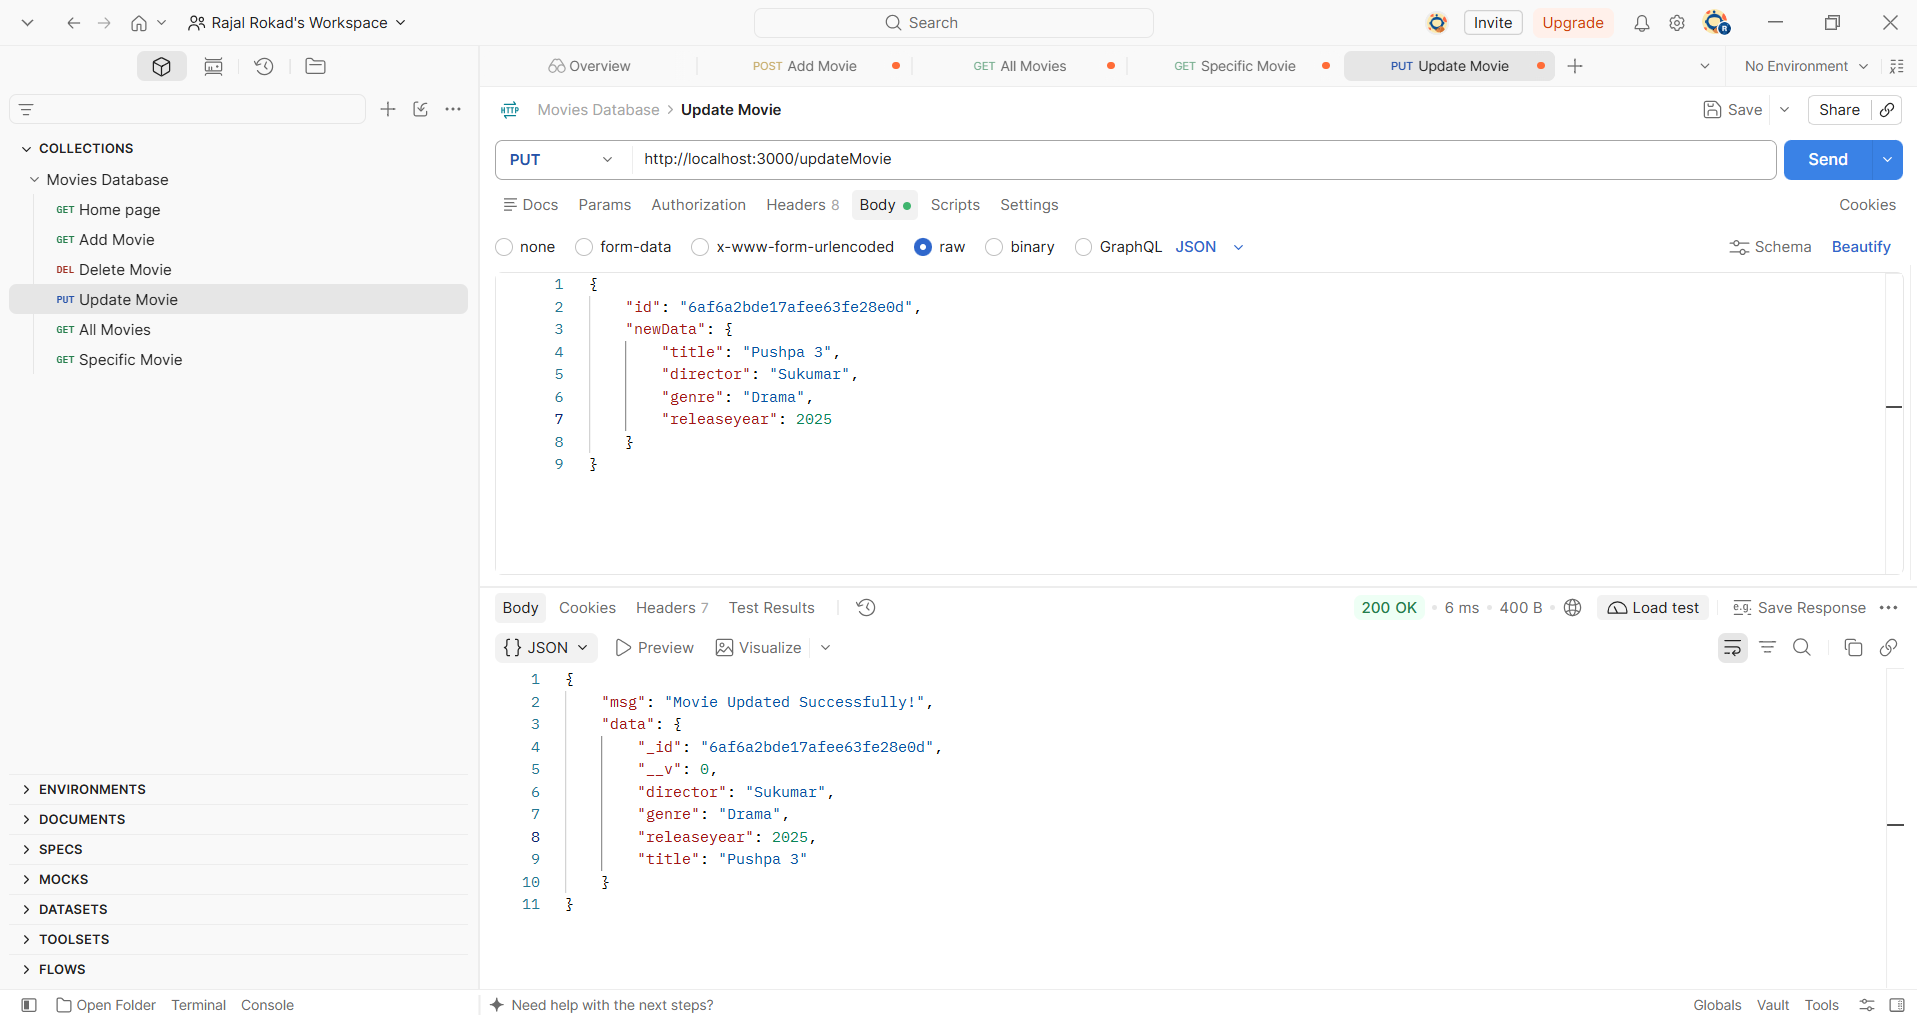 Rajal Rokad's Workspace
Search
Invite
Upgrade
Overview
POST Add Movie
GET All Movies
GET Specific Movie
PUT Update Movie
No Environment
HTTP
Movies Database > Update Movie
Save
Share
COLLECTIONS
Movies Database
GET Home page
GET Add Movie
DEL Delete Movie
PUT Update Movie
GET All Movies
GET Specific Movie
PUT
http://localhost:3000/updateMovie
Send
Docs
Params
Authorization
Headers 8
Body
Scripts
Settings
Cookies
none
form-data
x-www-form-urlencoded
raw
binary
GraphQL
JSON
Schema
Beautify
1 {
2 "id": "6af6a2bde17afee63fe28e0d",
3 "newData": {
4 "title": "Pushpa 3",
5 "director": "Sukumar",
6 "genre": "Drama",
7 "releaseyear": 2025
8 }
9 }
Body
Cookies
Headers 7
Test Results
200 OK
6 ms
400 B
Load test
e.g. Save Response
{} JSON
Preview
Visualize
1 {
2 "msg": "Movie Updated Successfully!",
3 "data": {
4 "_id": "6af6a2bde17afee63fe28e0d",
5 "__v": 0,
6 "director": "Sukumar",
7 "genre": "Drama",
8 "releaseyear": 2025,
9 "title": "Pushpa 3"
10 }
11 }
ENVIRONMENTS
DOCUMENTS
SPECS
MOCKS
DATASETS
TOOLSETS
FLOWS
Open Folder
Terminal
Console
Need help with the next steps?
Globals
Vault
Tools